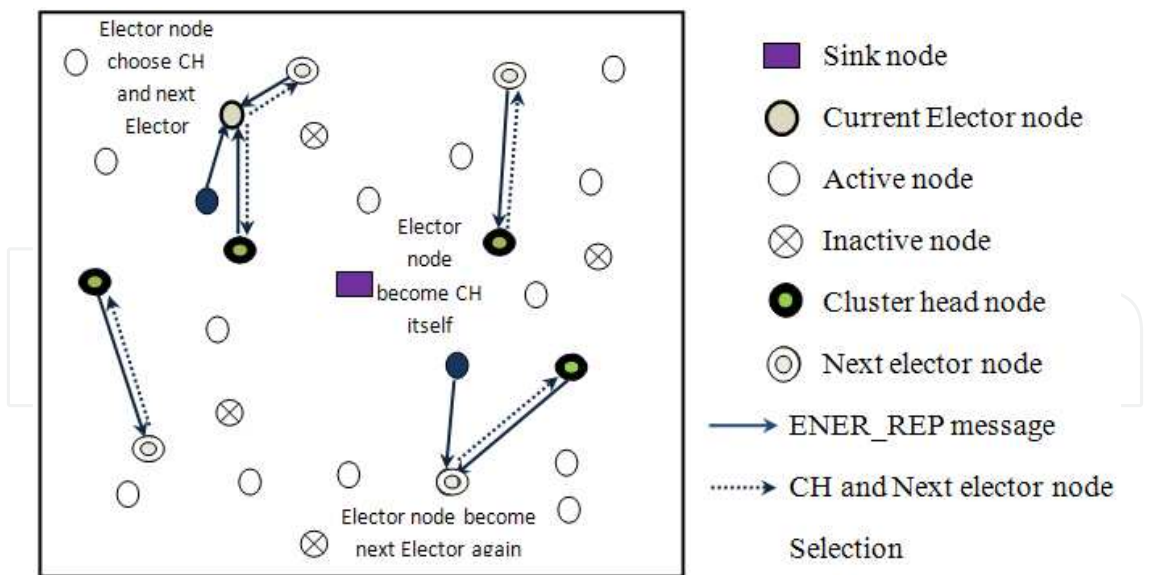 Elector node
choose CH
and next
Elector
Elector
node
become CH
itself
Elector node become
next Elector again
Sink node
Current Elector node
Active node
Inactive node
Cluster head node
Next elector node
ENER_REP message
CH and Next elector node
Selection